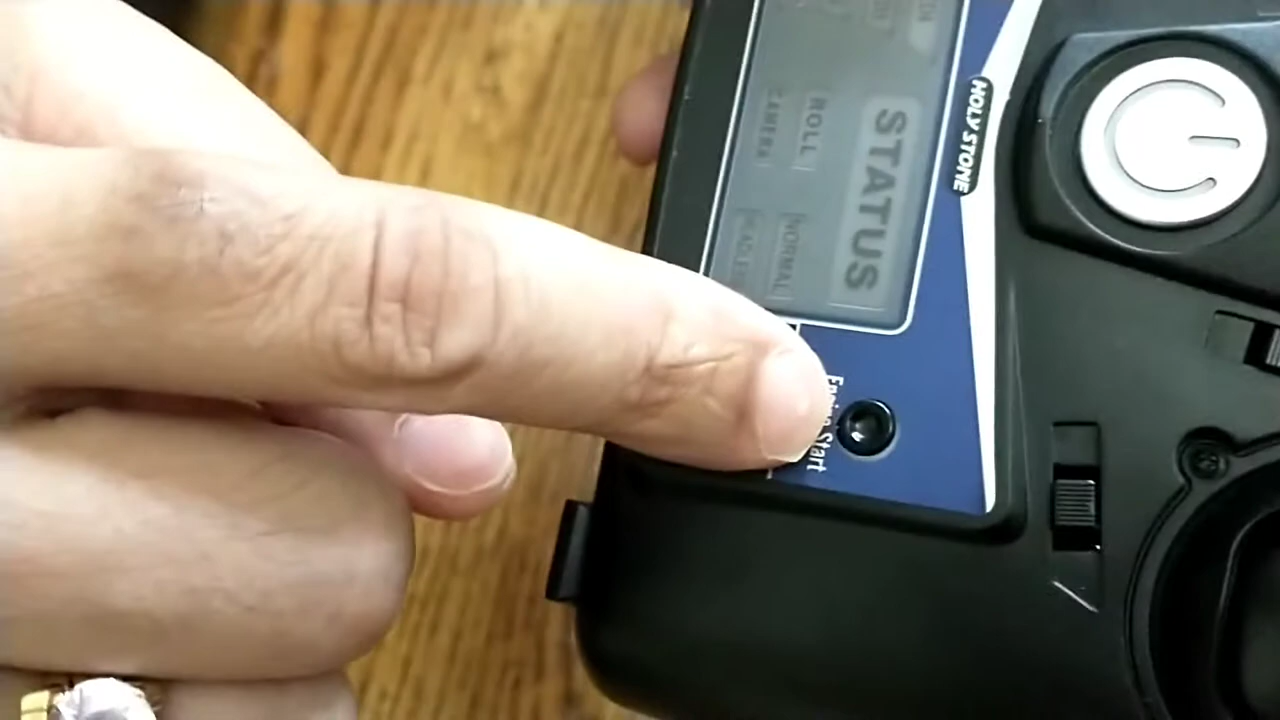 HOLY STONE
STATUS
ROLL
NORMAL
CAMERA
Start